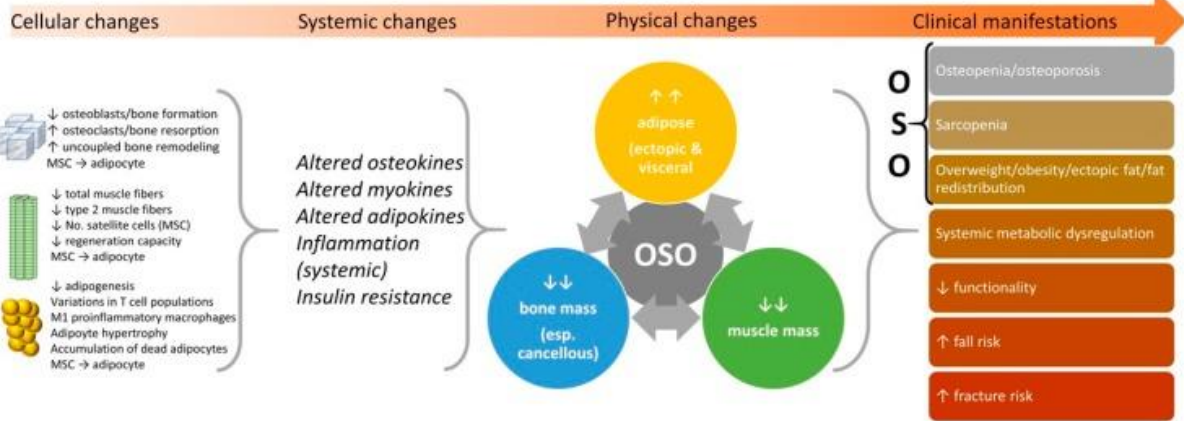 Cellular changes
Systemic changes
Physical changes
Clinical manifestations
↓ osteoblasts/bone formation
↑ osteoclasts/bone resorption
↑ uncoupled bone remodeling
MSC → adipocyte
↓ total muscle fibers
↓ type 2 muscle fibers
↓ No. satellite cells (MSC)
↓ regeneration capacity
MSC → adipocyte
↓ adipogenesis
Variations in T cell populations
M1 proinflammatory macrophages
Adipoyte hypertrophy
Accumulation of dead adipocytes
MSC → adipocyte
Altered osteokines
Altered myokines
Altered adipokines
Inflammation
(systemic)
Insulin resistance
↑ ↑
adipose
(ectopic &
visceral
OSO
↓↓
bone mass
(esp.
cancellous)
↓↓
muscle mass
O
S
O
Osteopenia/osteoporosis
Sarcopenia
Overweight/obesity/ectopic fat/fat
redistribution
Systemic metabolic dysregulation
↓ functionality
↑ fall risk
↑ fracture risk